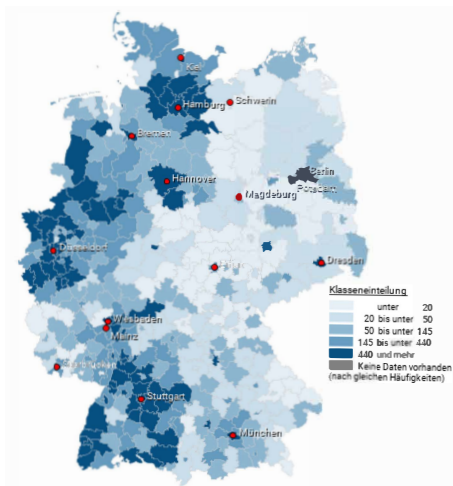 Kiel
Schwerin
Hamburg
Bremen
Berlin
Hannover
Potsdam
Magdeburg
Düsseldorf
Dresden
Wiesbaden
Mainz
Saarbrücken
Stuttgart
München
Klasseneinteilung
unter 20
20 bis unter 50
50 bis unter 145
145 bis unter 440
440 und mehr
Keine Daten vorhanden
(nach gleichen Häufigkeiten)